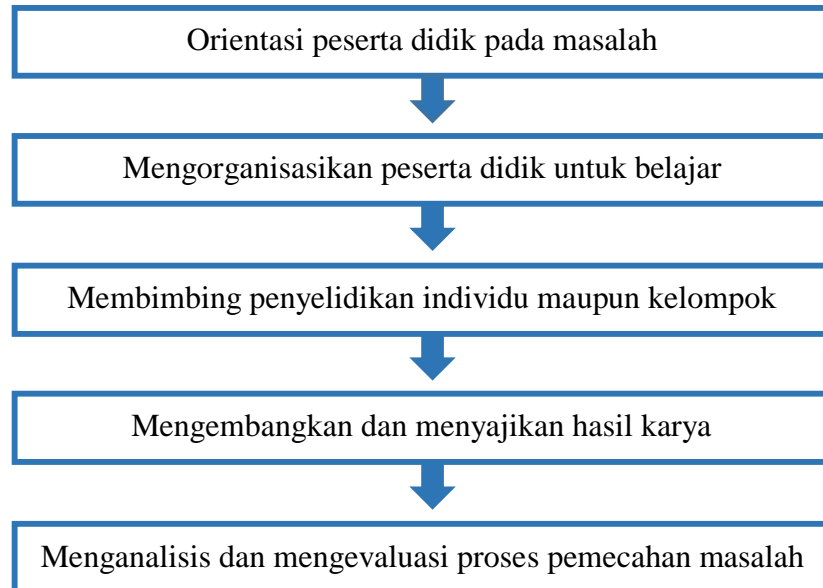 Orientasi peserta didik pada masalah
Mengorganisasikan peserta didik untuk belajar
Membimbing penyelidikan individu maupun kelompok
Mengembangkan dan menyajikan hasil karya
Menganalisis dan mengevaluasi proses pemecahan masalah